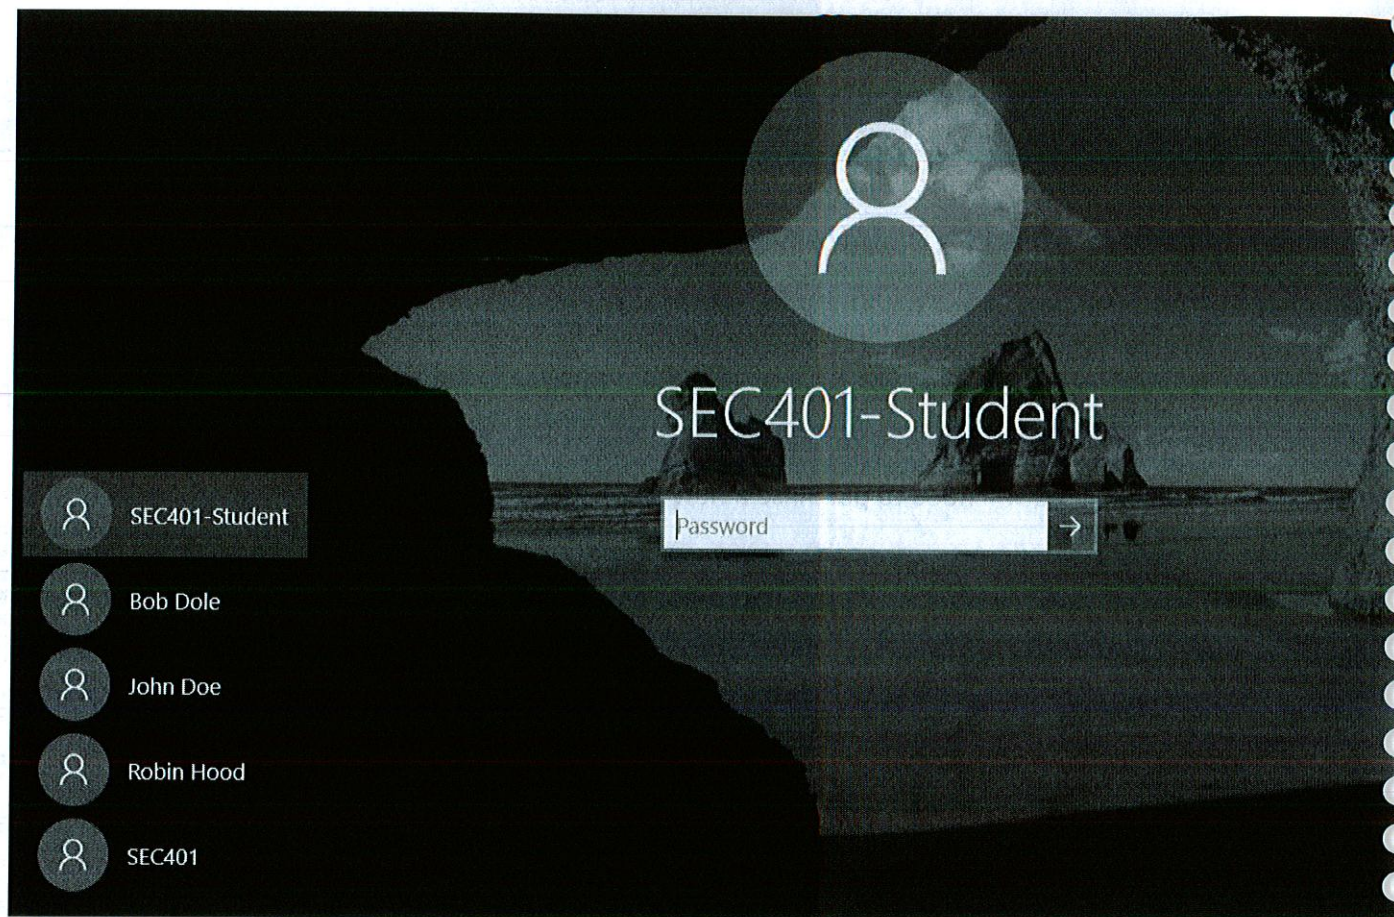 SEC401-Student
Password
SEC401-Student
Bob Dole
John Doe
Robin Hood
SEC401